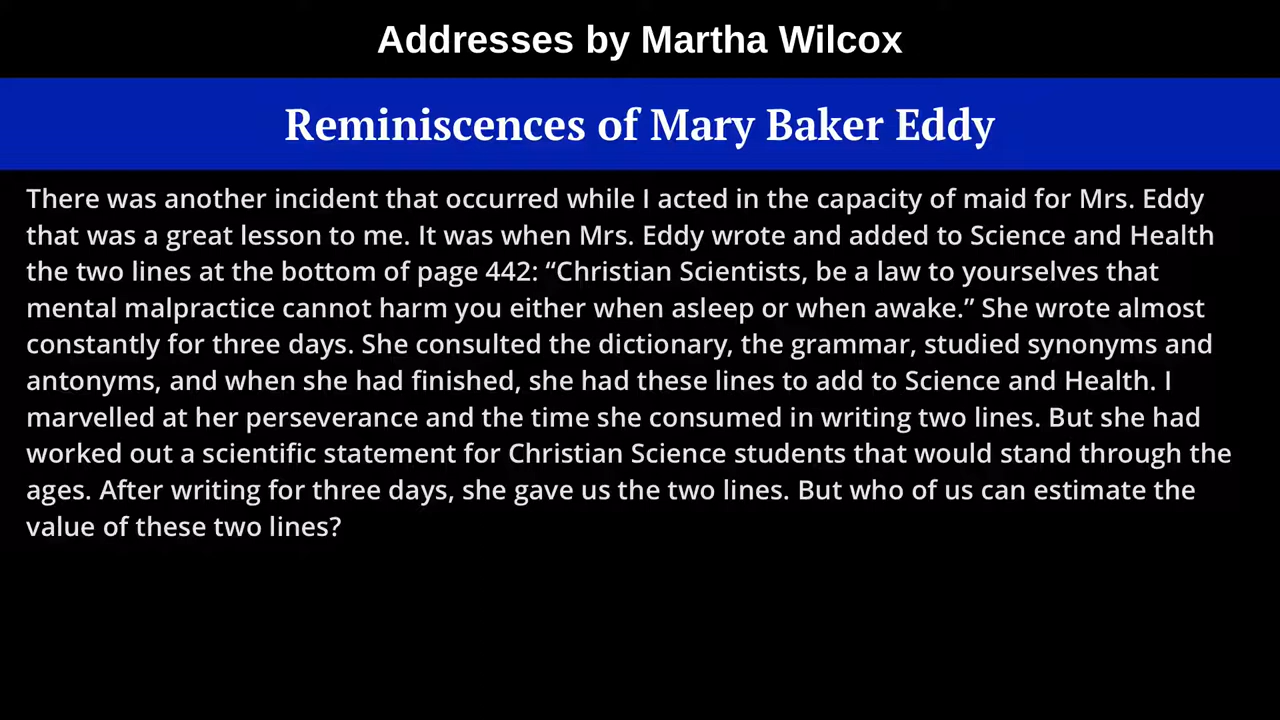 Addresses by Martha Wilcox
Reminiscences of Mary Baker Eddy
There was another incident that occurred while I acted in the capacity of maid for Mrs. Eddy
that was a great lesson to me. It was when Mrs. Eddy wrote and added to Science and Health
the two lines at the bottom of page 442: “Christian Scientists, be a law to yourselves that
mental malpractice cannot harm you either when asleep or when awake.” She wrote almost
constantly for three days. She consulted the dictionary, the grammar, studied synonyms and
antonyms, and when she had finished, she had these lines to add to Science and Health. I
marvelled at her perseverance and the time she consumed in writing two lines. But she had
worked out a scientific statement for Christian Science students that would stand through the
ages. After writing for three days, she gave us the two lines. But who of us can estimate the
value of these two lines?